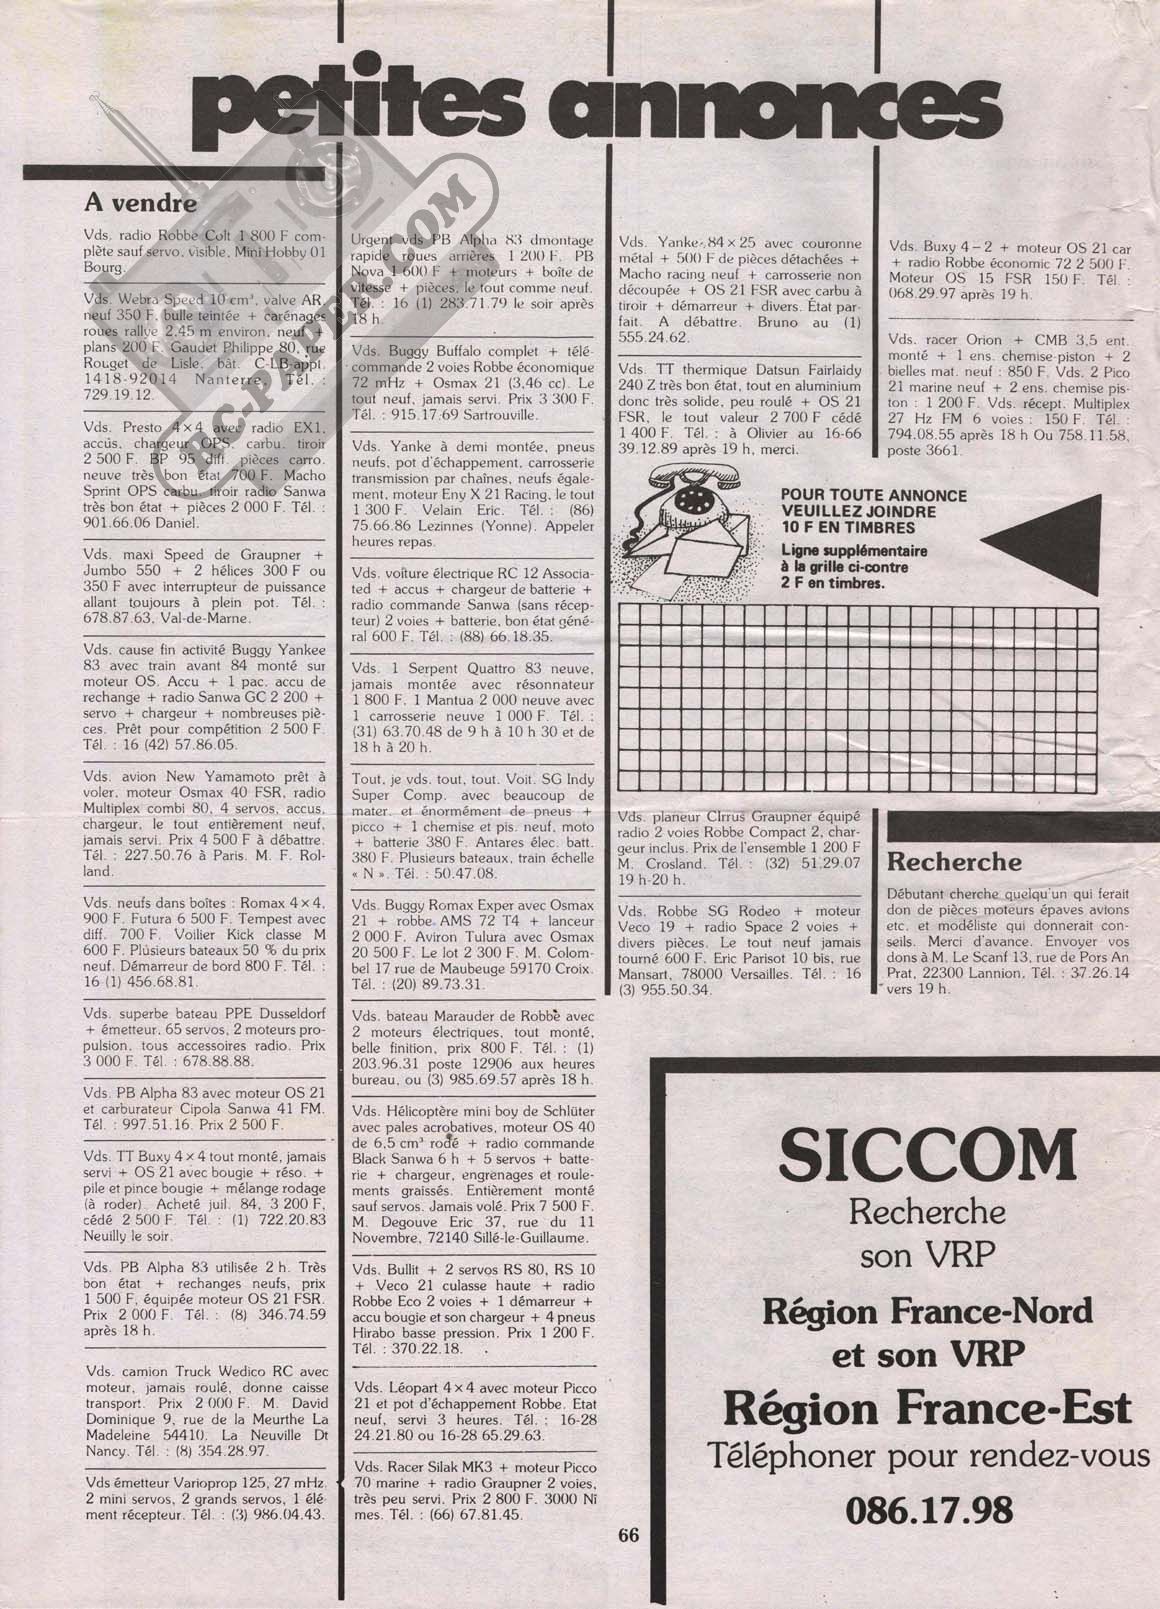 petites annonces
A vendre
Vds. radio Robbe Colt 1 800 F com-
plète sauf servo, visible, Mini Hobby 01
Bourg.
Vds. Webra Speed 10 cm³, valve AR,
neuf 350 F, bulle teintée + carénages
roues rallye 2,45 m environ, neuf +
plans 200 F. Gaudet Philippe 80, rue
Rouget de Lisle, bât. C-LB-appt.
1418-92014 Nanterre. Tél. :
729.19.12.
Vds. Presto 4×4 avec radio EX1,
accus, chargeur OPS, carbu. tiroir
2 500 F. BP 95 diff. pièces carro.
neuve très bon état 700 F. Macho
Sprint OPS carbu. tiroir radio Sanwa
très bon état + pièces 2 000 F. Tél. :
901.66.06 Daniel.
Vds. maxi Speed de Graupner +
Jumbo 550 + 2 hélices 300 F ou
350 F avec interrupteur de puissance
allant toujours à plein pot. Tél. :
678.87.63, Val-de-Marne.
Vds. cause fin activité Buggy Yankee
83 avec train avant 84 monté sur
moteur OS. Accu + 1 pac. accu de
rechange + radio Sanwa GC 2 200 +
servo + chargeur + nombreuses piè-
ces. Prêt pour compétition 2 500 F.
Tél. : 16 (42) 57.86.05.
Vds. avion New Yamamoto prêt à
voler, moteur Osmax 40 FSR, radio
Multiplex combi 80, 4 servos, accus,
chargeur, le tout entièrement neuf,
jamais servi. Prix 4 500 F à débattre.
Tél. : 227.50.76 à Paris. M. F. Rol-
land.
Vds. neufs dans boîtes : Romax 4×4,
900 F. Futura 6 500 F. Tempest avec
diff. 700 F. Voilier Kick classe M
600 F. Plusieurs bateaux 50 % du prix
neuf. Démarreur de bord 800 F. Tél. :
16 (1) 456.68.81.
Vds. superbe bateau PPE Dusseldorf
+ émetteur, 65 servos, 2 moteurs pro-
pulsion, tous accessoires radio. Prix
3 000 F. Tél. : 678.88.88.
Vds. PB Alpha 83 avec moteur OS 21
et carburateur Cipola Sanwa 41 FM.
Tél. : 997.51.16. Prix 2 500 F.
Vds. TT Buxy 4×4 tout monté, jamais
servi + OS 21 avec bougie + réso. +
pile et pince bougie + mélange rodage
(à roder). Acheté juil. 84, 3 200 F,
cédé 2 500 F. Tél. : (1) 722.20.83
Neuilly le soir.
Vds. PB Alpha 83 utilisée 2 h. Très
bon état + rechanges neufs, prix
1 500 F, équipée moteur OS 21 FSR.
Prix 2 000 F. Tél. : (8) 346.74.59
après 18 h.
Vds. camion Truck Wedico RC avec
moteur, jamais roulé, donne caisse
transport. Prix 2 000 F. M. David
Dominique 9, rue de la Meurthe La
Madeleine 54410. La Neuville Dt
Nancy. Tél. : (8) 354.28.97.
Vds émetteur Varioprop 125, 27 mHz,
2 mini servos, 2 grands servos, 1 élé-
ment récepteur. Tél. : (3) 986.04.43.
Urgent vds PB Alpha 83 dmontage
rapide roues arrières 1 200 F. PB
Nova 1 600 F + moteurs + boîte de
vitesse + pièces, le tout comme neuf.
Tél. : 16 (1) 283.71.79 le soir après
18 h.
Vds. Buggy Buffalo complet + télé-
commande 2 voies Robbe économique
72 mHz + Osmax 21 (3,46 cc). Le
tout neuf, jamais servi. Prix 3 300 F.
Tél. : 915.17.69 Sartrouville.
Vds. Yanke à demi montée, pneus
neufs, pot d'échappement, carrosserie
transmission par chaînes, neufs égale-
ment, moteur Eny X 21 Racing, le tout
1 300 F. Velain Eric. Tél. : (86)
75.66.86 Lezinnes (Yonne). Appeler
heures repas.
Vds. voiture électrique RC 12 Associa-
ted + accus + chargeur de batterie +
radio commande Sanwa (sans récep-
teur) 2 voies + batterie, bon état géné-
ral 600 F. Tél. : (88) 66.18.35.
Vds. 1 Serpent Quattro 83 neuve,
jamais montée avec résonnateur
1 800 F. 1 Mantua 2 000 neuve avec
1 carrosserie neuve 1 000 F. Tél. :
(31) 63.70.48 de 9 h à 10 h 30 et de
18 h à 20 h.
Tout, je vds. tout, tout. Voit. SG Indy
Super Comp. avec beaucoup de
mater. et énormément de pneus +
picco + 1 chemise et pis. neuf, moto
+ batterie 380 F. Antares élec. batt.
380 F. Plusieurs bateaux, train échelle
« N ». Tél. : 50.47.08.
Vds. Buggy Romax Exper avec Osmax
21 + robbe AMS 72 T4 + lanceur
2 000 F. Aviron Tulura avec Osmax
20 500 F. Le lot 2 300 F. M. Colom-
bel 17 rue de Maubeuge 59170 Croix.
Tél. : (20) 89.73.31.
Vds. bateau Marauder de Robbe avec
2 moteurs électriques, tout monté,
belle finition, prix 800 F. Tél. : (1)
203.96.31 poste 12906 aux heures
bureau, ou (3) 985.69.57 après 18 h.
Vds. Hélicoptère mini boy de Schlüter
avec pales acrobatives, moteur OS 40
de 6,5 cm³ rodé + radio commande
Black Sanwa 6 h + 5 servos + batte-
rie + chargeur, engrenages et roule-
ments graissés. Entièrement monté
sauf servos. Jamais volé. Prix 7 500 F.
M. Degouve Eric 37, rue du 11
Novembre, 72140 Sillé-le-Guillaume.
Vds. Bullit + 2 servos RS 80, RS 10
+ Veco 21 culasse haute + radio
Robbe Eco 2 voies + 1 démarreur +
accu bougie et son chargeur + 4 pneus
Hirabo basse pression. Prix 1 200 F.
Tél. : 370.22.18.
Vds. Léopart 4×4 avec moteur Picco
21 et pot d'échappement Robbe. Etat
neuf, servi 3 heures. Tél. : 16-28
24.21.80 ou 16-28 65.29.63.
Vds. Racer Silak MK3 + moteur Picco
70 marine + radio Graupner 2 voies,
très peu servi. Prix 2 800 F. 3000 Nî
mes. Tél. : (66) 67.81.45.
Vds. Yanke 84×25 avec couronne
métal + 500 F de pièces détachées +
Macho racing neuf + carrosserie non
découpée + OS 21 FSR avec carbu à
tiroir + démarreur + divers. État par-
fait. A débattre. Bruno au (1)
555.24.62.
Vds. TT thermique Datsun Fairlaidy
240 Z très bon état, tout en aluminium
donc très solide, peu roulé + OS 21
FSR, le tout valeur 2 700 F cédé
1 400 F. Tél. : à Olivier au 16-66
39.12.89 après 19 h, merci.
Vds. Buxy 4-2 + moteur OS 21 car
+ radio Robbe économic 72 2 500 F.
Moteur OS 15 FSR 150 F. Tél. :
068.29.97 après 19 h.
Vds. racer Orion + CMB 3,5 ent.
monté + 1 ens. chemise-piston + 2
bielles mat. neuf : 850 F. Vds. 2 Pico
21 marine neuf + 2 ens. chemise pis-
ton : 1 200 F. Vds. récept. Multiplex
27 Hz FM 6 voies : 150 F. Tél. :
794.08.55 après 18 h Ou 758.11.58,
poste 3661.
POUR TOUTE ANNONCE
VEUILLEZ JOINDRE
10 F EN TIMBRES
Ligne supplémentaire
à la grille ci-contre
2 F en timbres.
Vds. planeur CIrrus Graupner équipé
radio 2 voies Robbe Compact 2, char-
geur inclus. Prix de l'ensemble 1 200 F
M. Crosland. Tél. : (32) 51.29.07
19 h-20 h.
Vds. Robbe SG Rodeo + moteur
Veco 19 + radio Space 2 voies +
divers pièces. Le tout neuf jamais
tourné 600 F. Eric Parisot 10 bis, rue
Mansart, 78000 Versailles. Tél. : 16
(3) 955.50.34.
Recherche
Débutant cherche quelqu'un qui ferait
don de pièces moteurs épaves avions
etc. et modéliste qui donnerait con-
seils. Merci d'avance. Envoyer vos
dons à M. Le Scanf 13, rue de Pors An
Prat, 22300 Lannion. Tél. : 37.26.14
vers 19 h.
SICCOM
Recherche
son VRP
Région France-Nord
et son VRP
Région France-Est
Téléphoner pour rendez-vous
086.17.98
66
RC-PAPER.COM